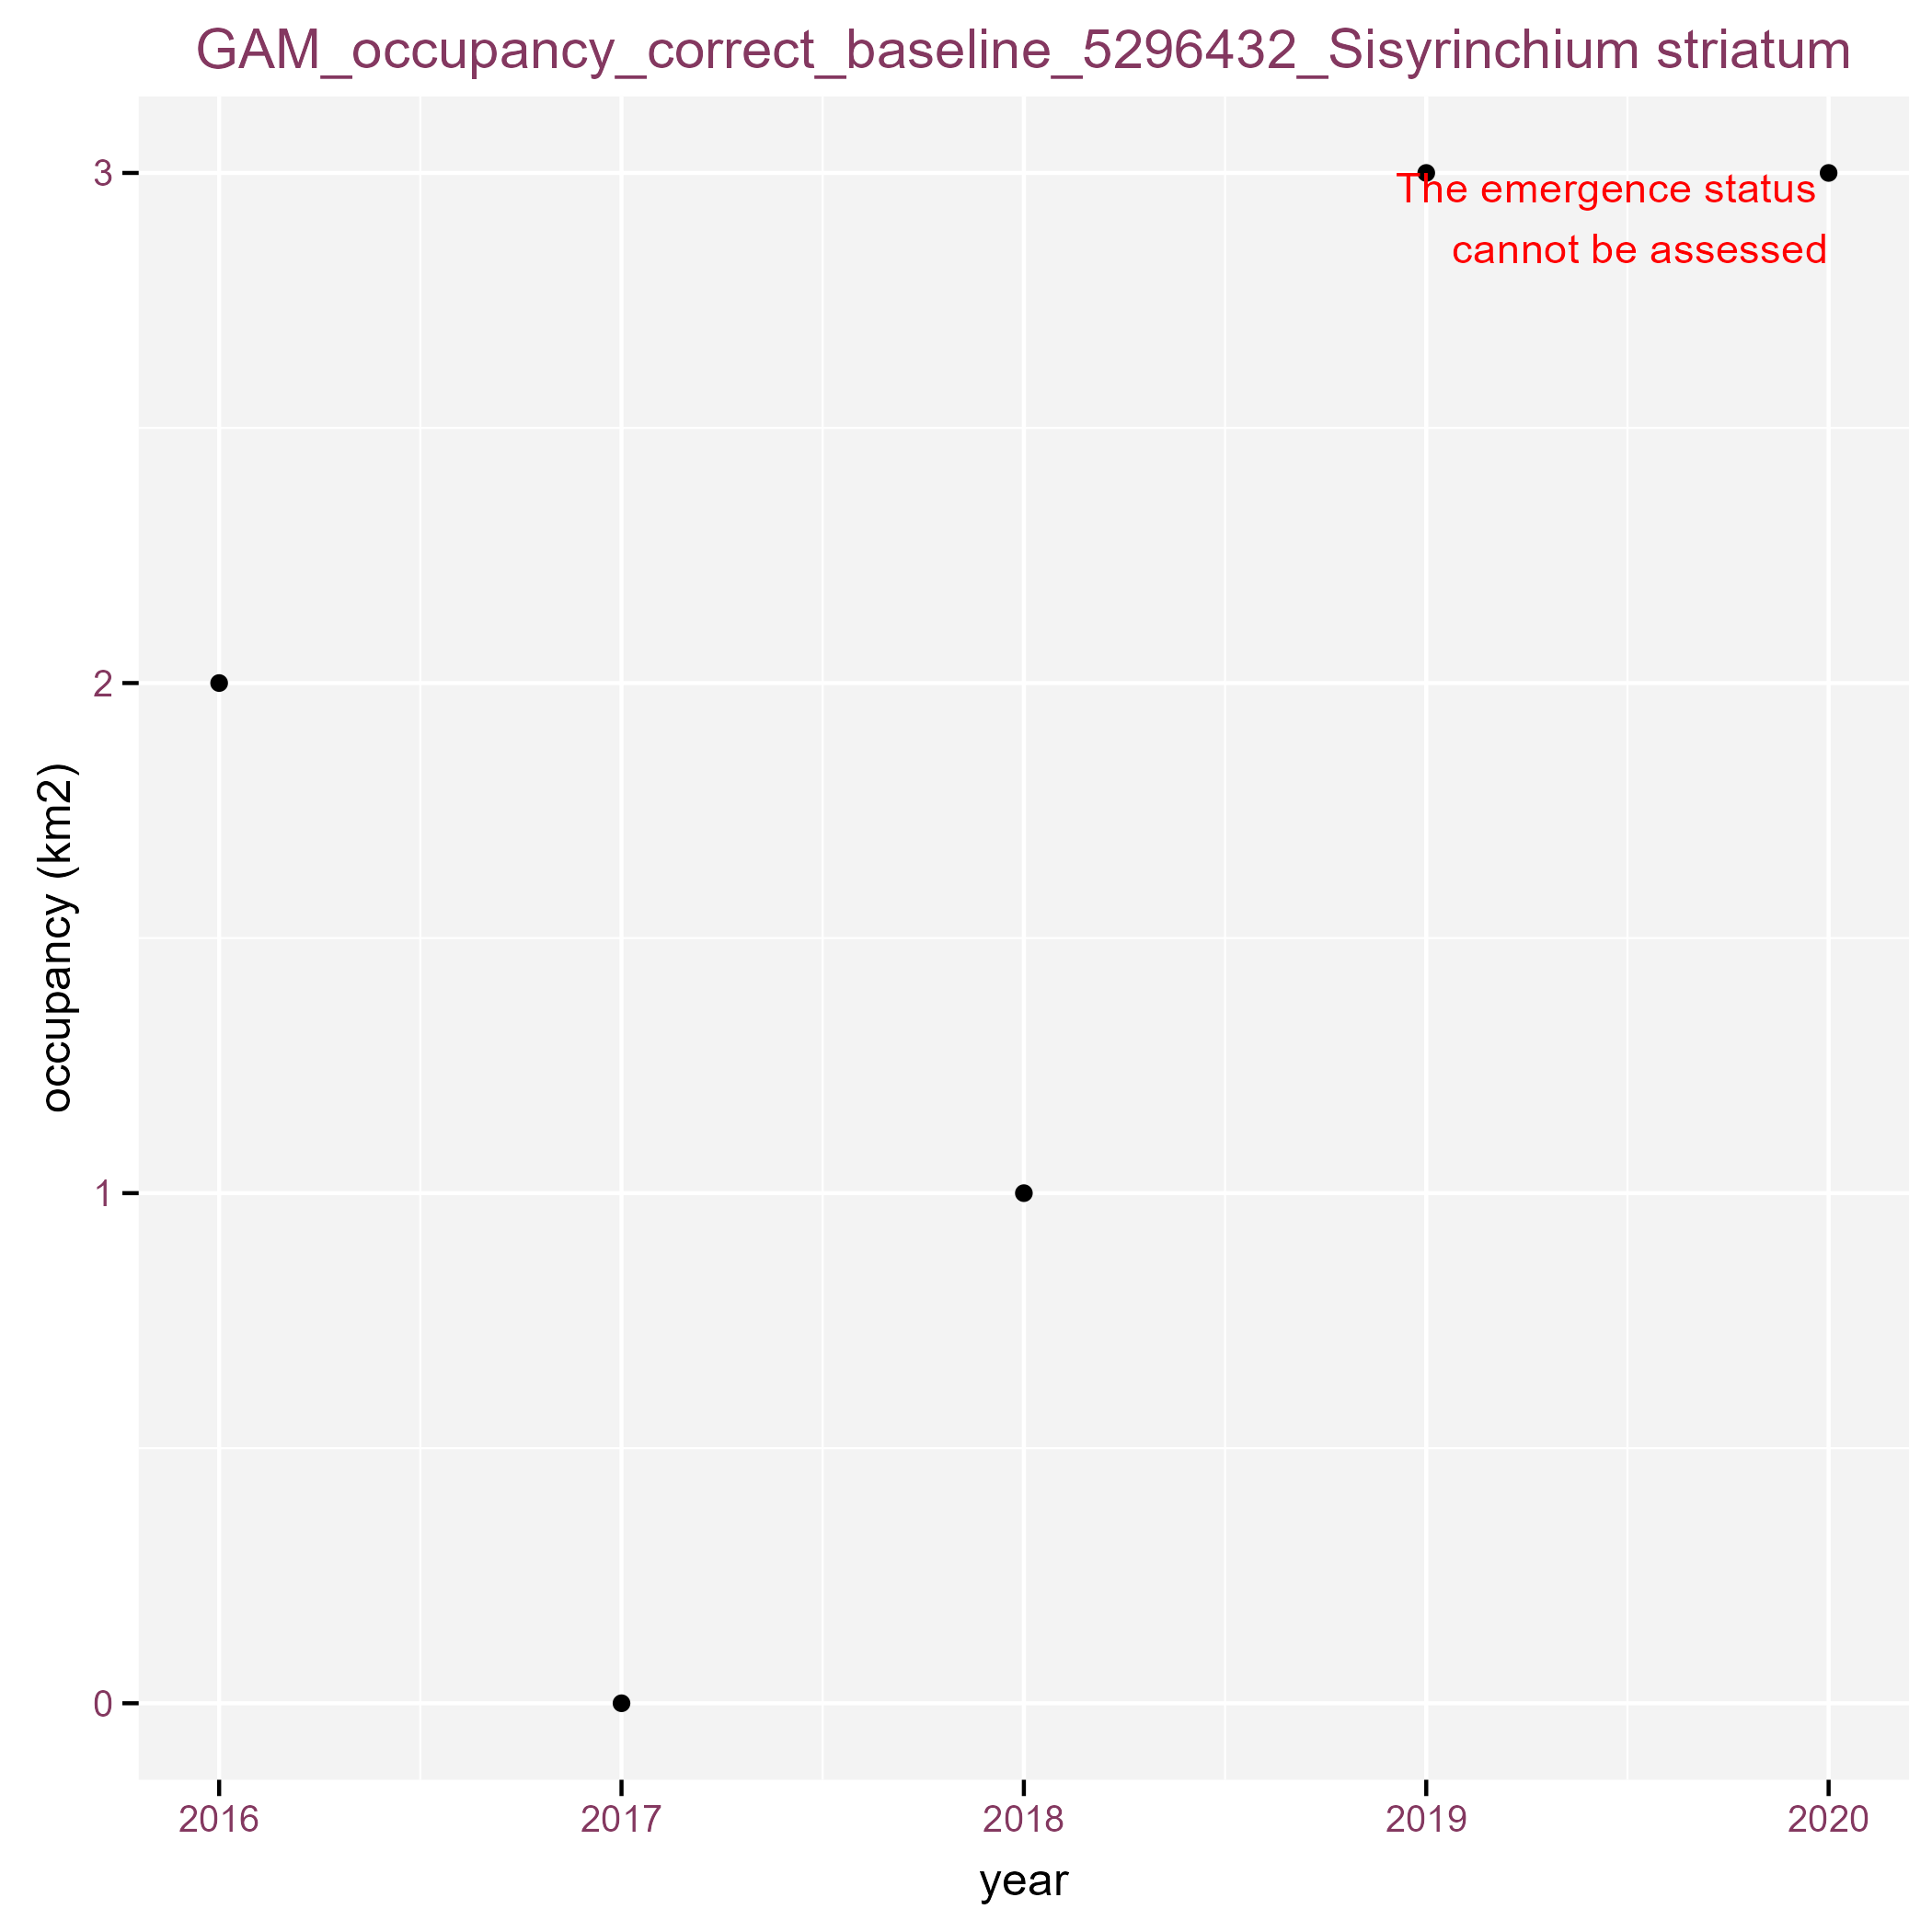 GAM_occupancy_correct_baseline_5296432_Sisyrinchium striatum
3
The emergence status
cannot be assessed
2
occupancy (km2)
1
0
2016 2017 2018 2019 2020
year